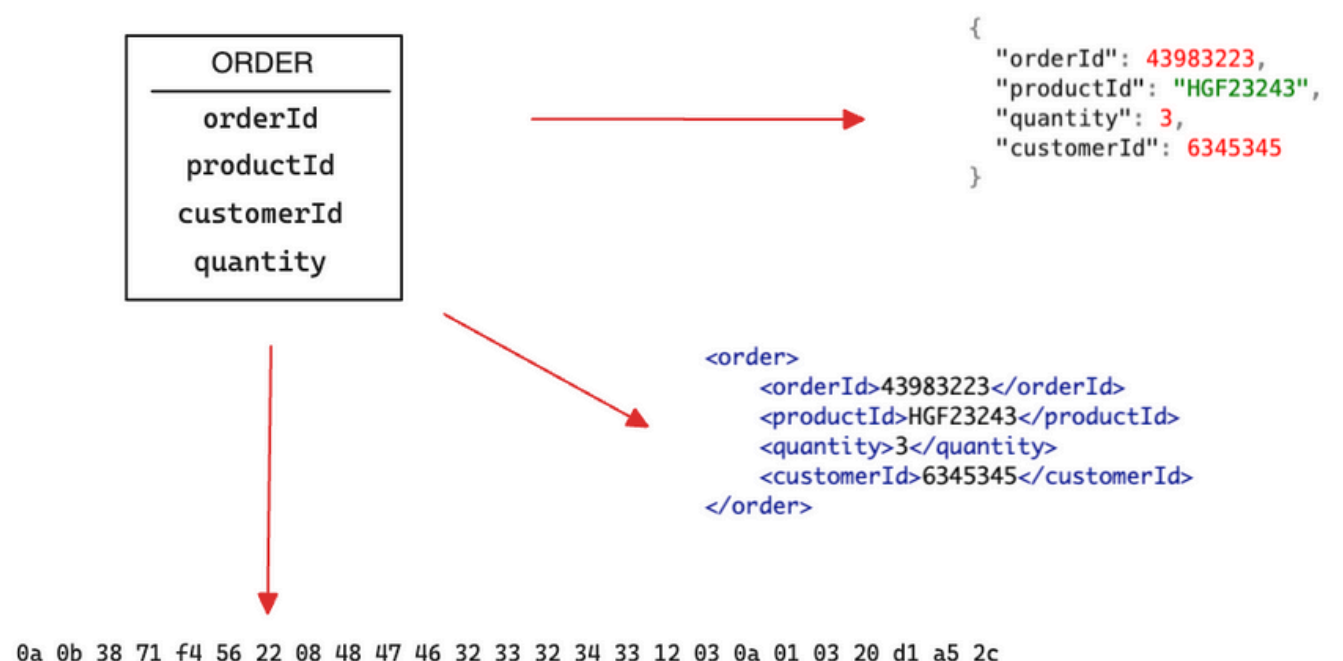 ORDER
orderId
productId
customerId
quantity
{
"orderId": 43983223,
"productId": "HGF23243",
"quantity": 3,
"customerId": 6345345
}
<order>
<orderId>43983223</orderId>
<productId>HGF23243</productId>
<quantity>3</quantity>
<customerId>6345345</customerId>
</order>
0a 0b 38 71 f4 56 22 08 48 47 46 32 33 32 34 33 12 03 0a 01 03 20 d1 a5 2c